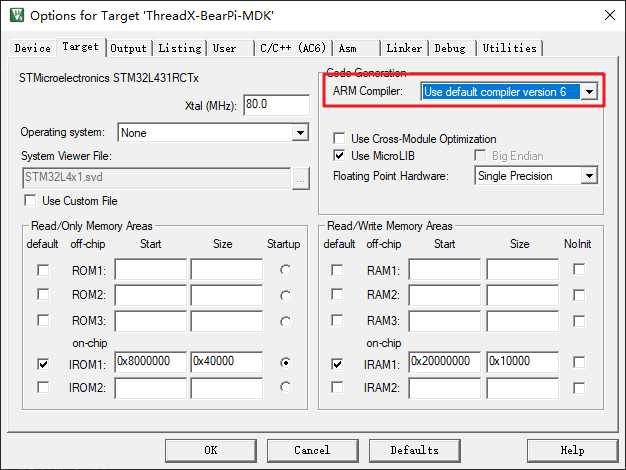 Options for Target 'ThreadX-BearPi-MDK'
Device Target Output Listing User C/C++ (AC6) Asm Linker Debug Utilities
STMicroelectronics STM32L431RCTx
Xtal (MHz): 80.0
Operating system: None
System Viewer File:
STM32L4x1.svd ...
Use Custom File
Code Generation
ARM Compiler: Use default compiler version 6
Use Cross-Module Optimization
Use MicroLIB Big Endian
Floating Point Hardware: Single Precision
Read/Only Memory Areas
default off-chip Start Size Startup
ROM1:
ROM2:
ROM3:
on-chip
IROM1: 0x8000000 0x40000
IROM2:
Read/Write Memory Areas
default off-chip Start Size NoInit
RAM1:
RAM2:
RAM3:
on-chip
IRAM1: 0x20000000 0x10000
IRAM2:
OK Cancel Defaults Help